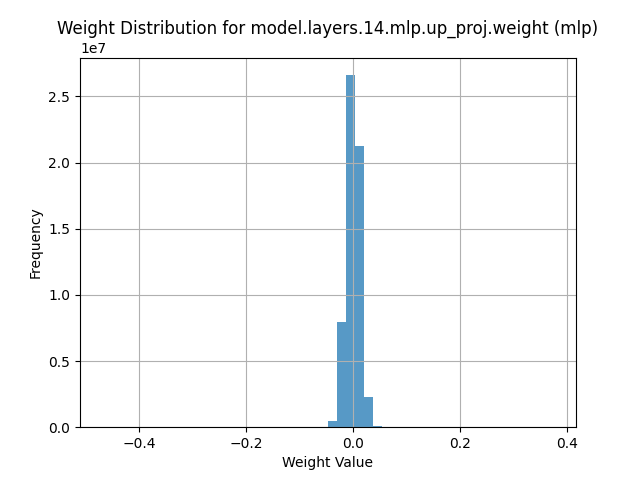 Weight Distribution for model.layers.14.mlp.up_proj.weight (mlp)
1e7
2.5
2.0
1.5
1.0
0.5
0.0
Frequency
−0.4 −0.2 0.0 0.2 0.4
Weight Value